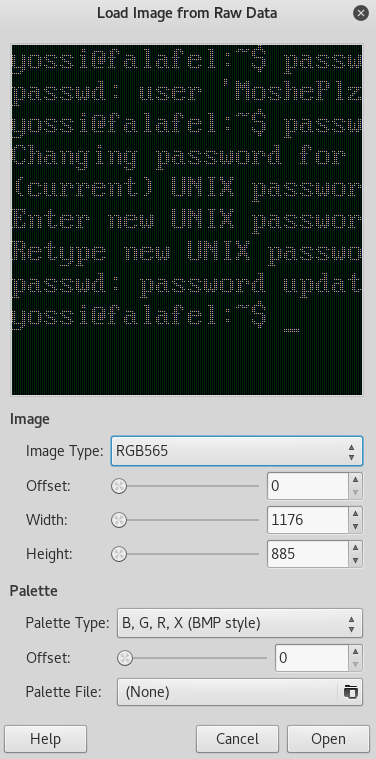 Load Image from Raw Data
yossi@falafel:~$ passw
passwd: user 'MoshePlz
yossi@falafel:~$ passw
Changing password for
(current) UNIX passwor
Enter new UNIX passwor
Retype new UNIX passwo
passwd: password updat
yossi@falafel:~$ _
Image
Image Type: RGB565
Offset: 0
Width: 1176
Height: 885
Palette
Palette Type: B, G, R, X (BMP style)
Offset: 0
Palette File: (None)
Help Cancel Open